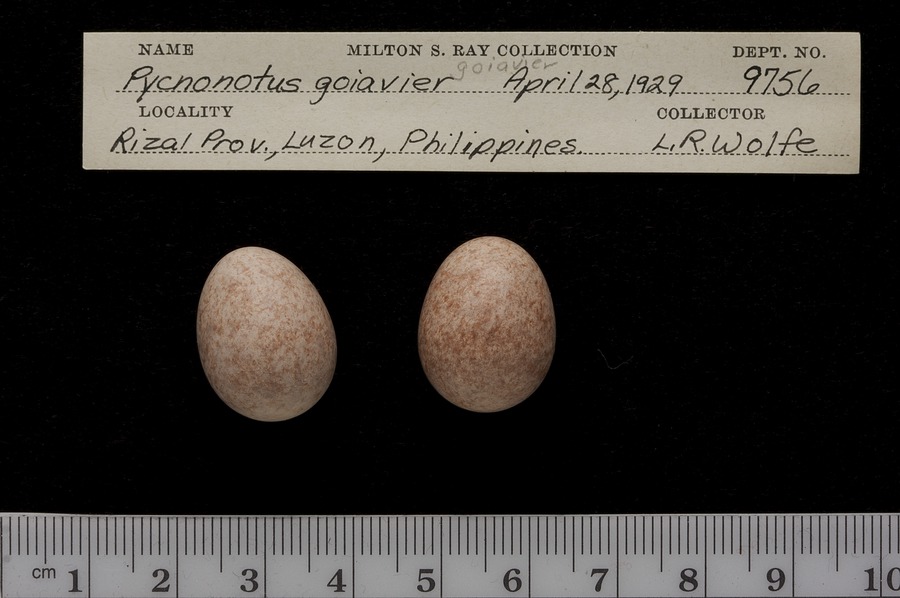 NAME MILTON S. RAY COLLECTION DEPT. NO.
goiavier
Pycnonotus goiavier April 28, 1929 9756
LOCALITY COLLECTOR
Rizal Prov., Luzon, Philippines. L.R. Wolfe
cm 1 2 3 4 5 6 7 8 9 10